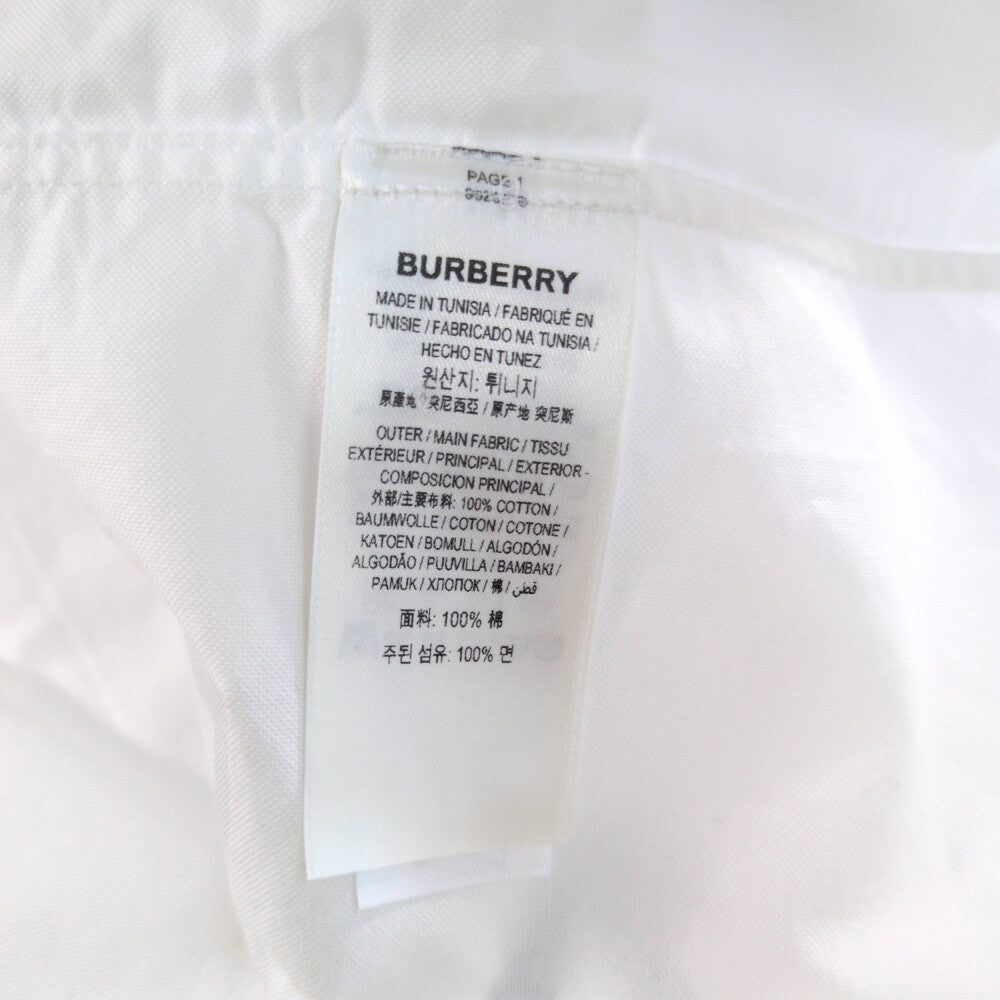 PAGE 1
BURBERRY
MADE IN TUNISIA / FABRIQUÉ EN
TUNISIE / FABRICADO NA TUNISIA /
HECHO EN TUNEZ
원산지: 튀니지
原產地 突尼西亞 / 原产地 突尼斯
OUTER / MAIN FABRIC / TISSU
EXTÉRIEUR / PRINCIPAL / EXTERIOR -
COMPOSICION PRINCIPAL /
外部/主要布料: 100% COTTON /
BAUMWOLLE / COTON / COTONE /
KATOEN / BOMULL / ALGODÓN /
ALGODÃO / PUUVILLA / BAMBAKI /
PAMUK / ХЛОПОК / 棉 / قطن
面料: 100% 棉
주된 섬유: 100% 면